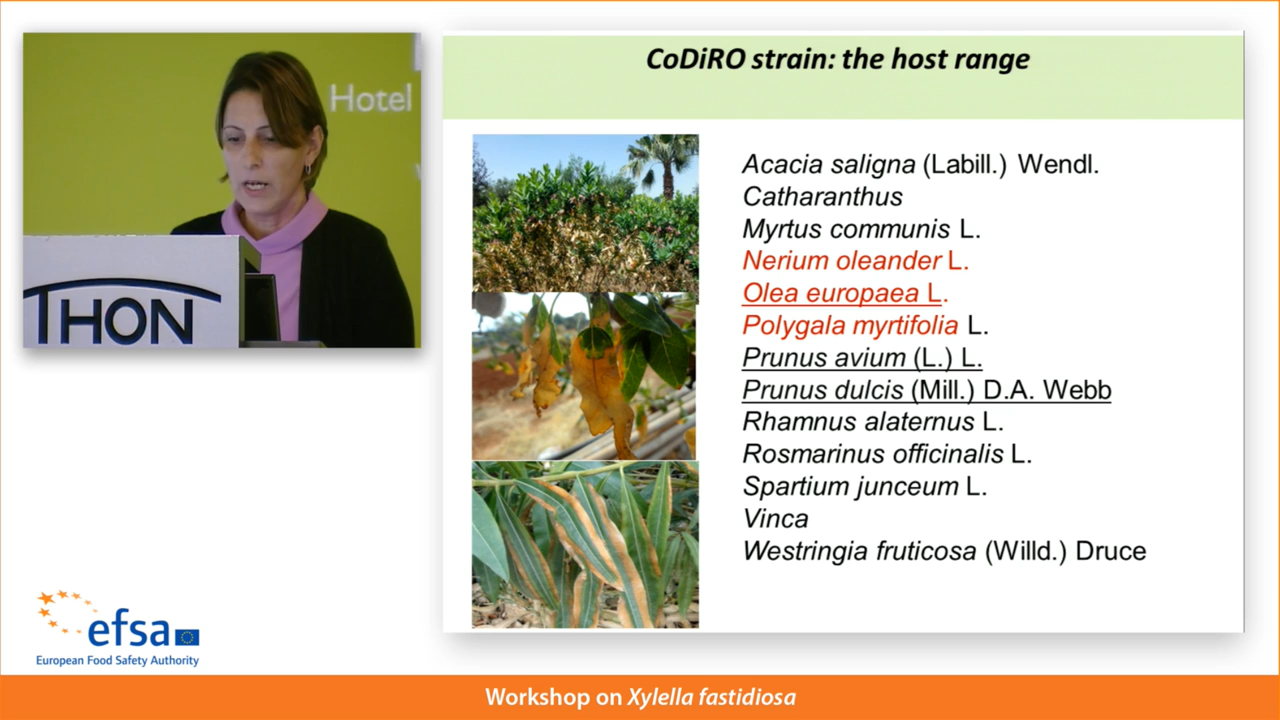 Hotel
THON
CoDiRO strain: the host range
Acacia saligna (Labill.) Wendl.
Catharanthus
Myrtus communis L.
Nerium oleander L.
Olea europaea L.
Polygala myrtifolia L.
Prunus avium (L.) L.
Prunus dulcis (Mill.) D.A. Webb
Rhamnus alaternus L.
Rosmarinus officinalis L.
Spartium junceum L.
Vinca
Westringia fruticosa (Willd.) Druce
efsa
European Food Safety Authority
Workshop on Xylella fastidiosa